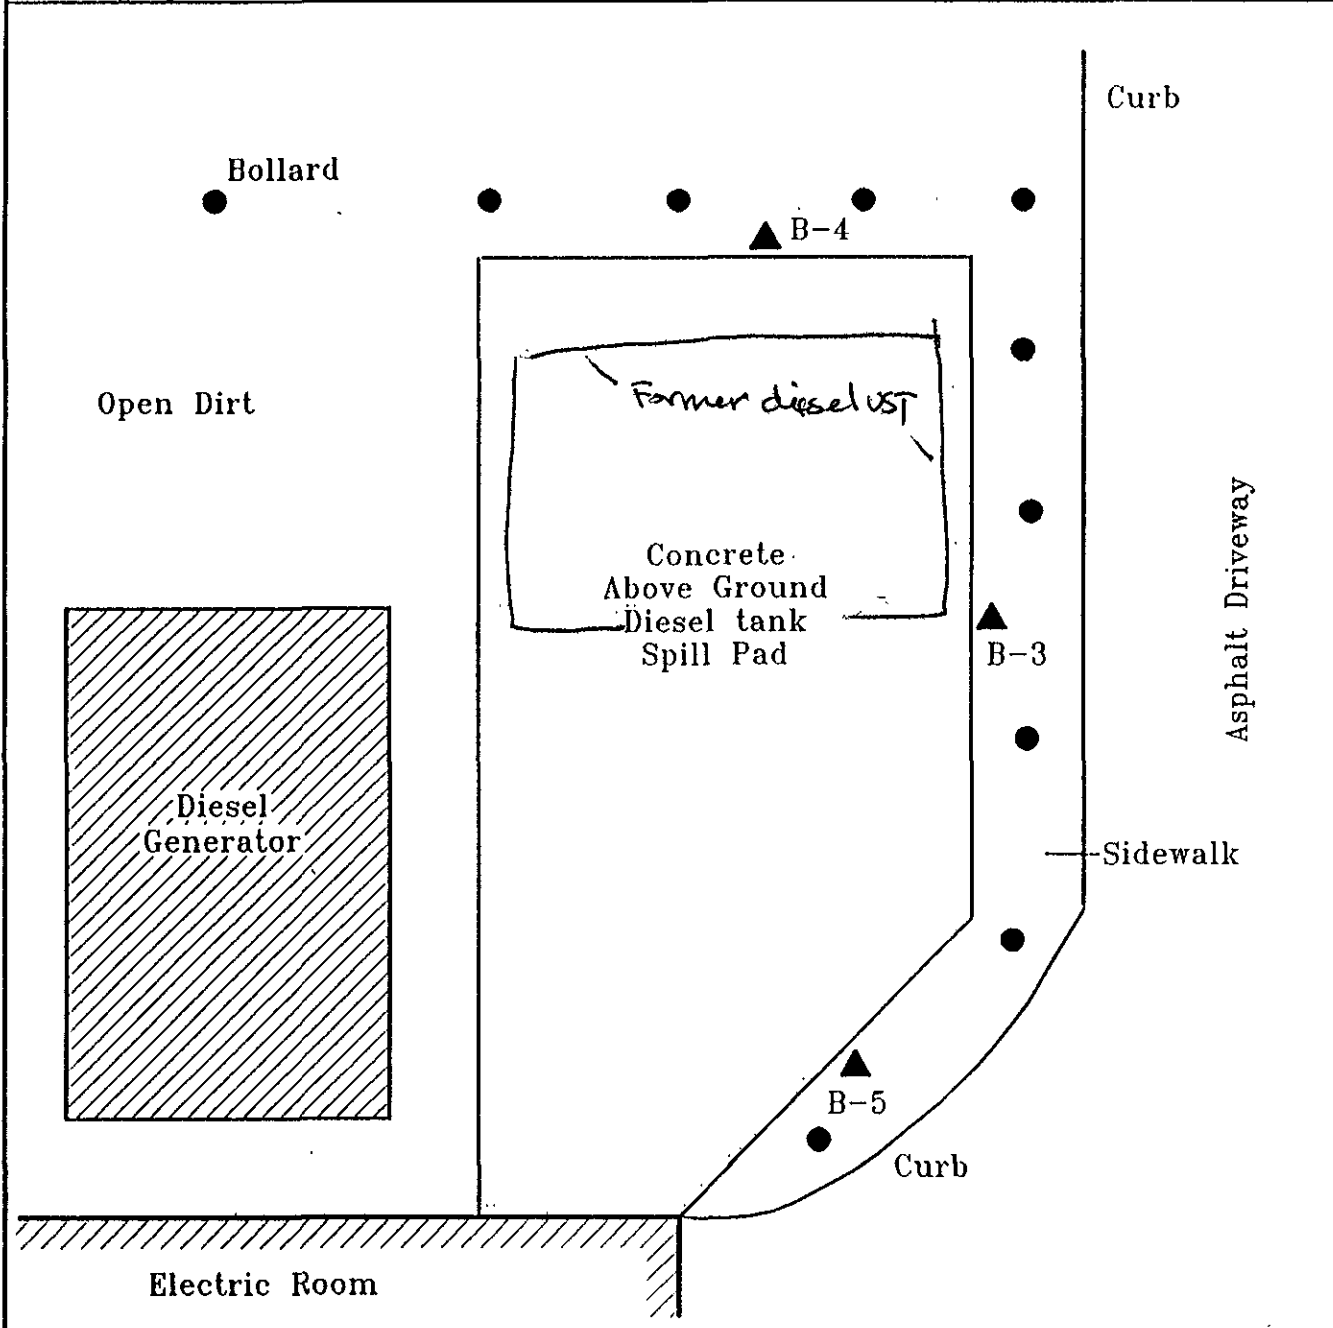 Curb
Bollard
B-4
Former diesel UST
Open Dirt
Concrete
Above Ground
Diesel tank
Spill Pad
Asphalt Driveway
B-3
Diesel
Generator
Sidewalk
B-5
Curb
Electric Room